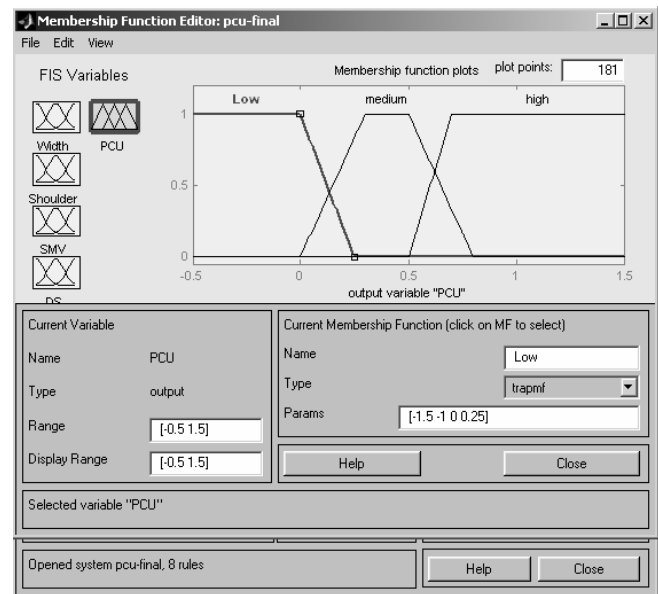 Membership Function Editor: pcu-final
File Edit View
FIS Variables
Membership function plots plot points: 181
Width
PCU
Shoulder
SMV
DS
Low medium high
1
0.5
0
-0.5 0 0.5 1 1.5
output variable "PCU"
Current Variable
Name PCU
Type output
Range [-0.5 1.5]
Display Range [-0.5 1.5]
Current Membership Function (click on MF to select)
Name Low
Type trapmf
Params [-1.5 -1 0 0.25]
Help Close
Selected variable "PCU"
Opened system pcu-final, 8 rules
Help Close